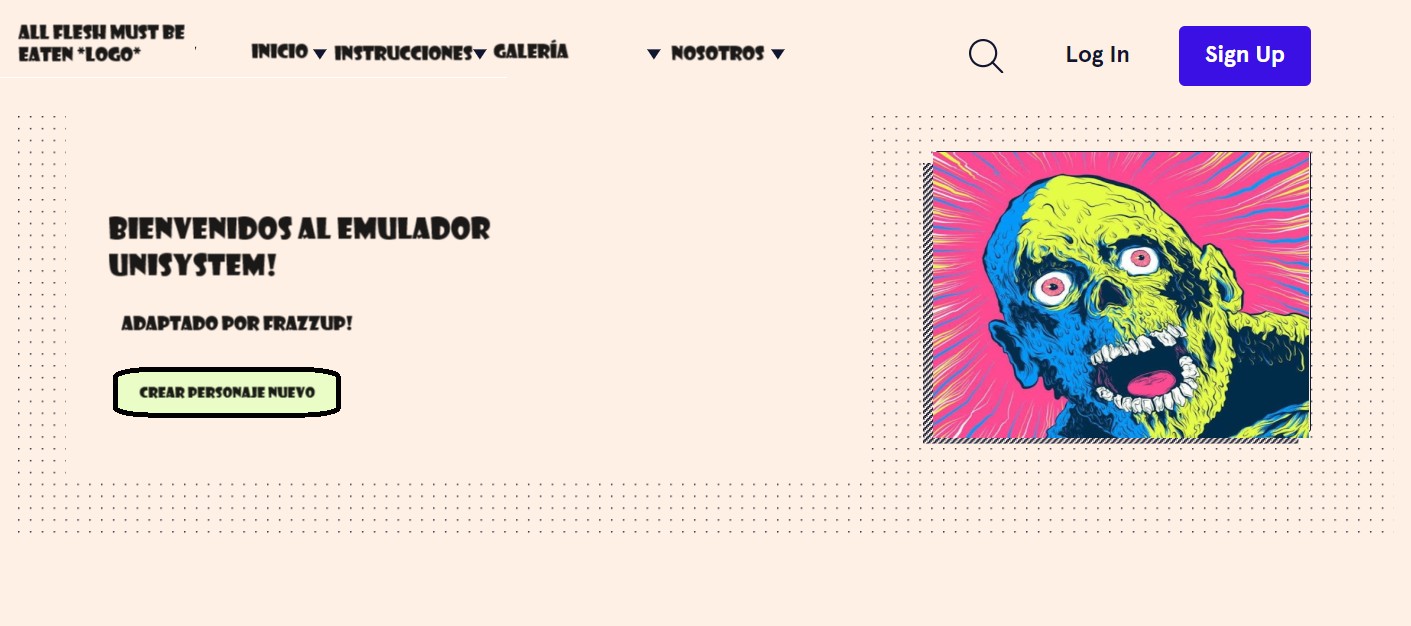 ALL FLESH MUST BE
EATEN *LOGO*
INICIO INSTRUCCIONES GALERÍA NOSOTROS Log In Sign Up
BIENVENIDOS AL EMULADOR
UNISYSTEM!
ADAPTADO POR FRAZZUP!
CREAR PERSONAJE NUEVO